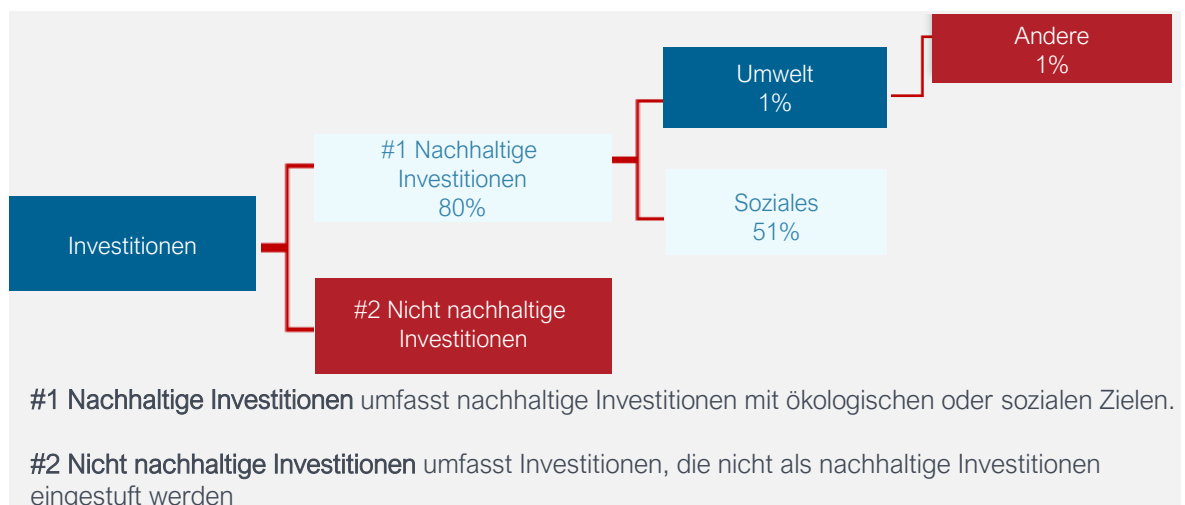 Andere
1%
Umwelt
1%
#1 Nachhaltige
Investitionen
80%
Soziales
51%
Investitionen
#2 Nicht nachhaltige
Investitionen
#1 Nachhaltige Investitionen umfasst nachhaltige Investitionen mit ökologischen oder sozialen Zielen.
#2 Nicht nachhaltige Investitionen umfasst Investitionen, die nicht als nachhaltige Investitionen
eingestuft werden